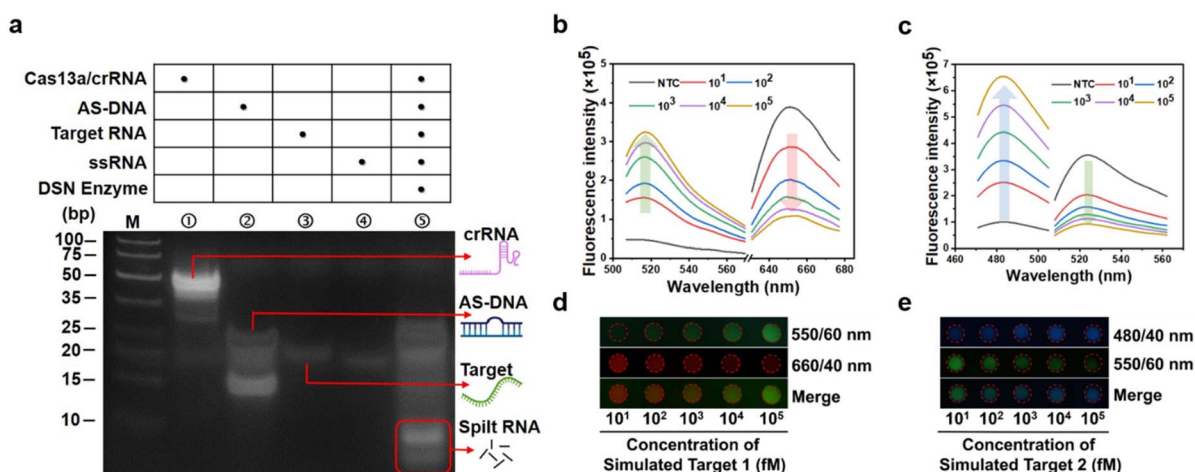 a
Cas13a/crRNA
AS-DNA
Target RNA
ssRNA
DSN Enzyme
(bp) M ① ② ③ ④ ⑤
100
75
50
35
25
20
15
10
crRNA
AS-DNA
Target
Spilt RNA
b
Fluorescence intensity (×10⁵)
NTC 10¹ 10²
10³ 10⁴ 10⁵
5
4
3
2
1
0
500 520 540 560 640 660 680
Wavelength (nm)
c
Fluorescence intensity (×10⁵)
NTC 10¹ 10²
10³ 10⁴ 10⁵
7
6
5
4
3
2
1
0
460 480 500 520 540 560
Wavelength (nm)
d
550/60 nm
660/40 nm
Merge
10¹ 10² 10³ 10⁴ 10⁵
Concentration of
Simulated Target 1 (fM)
e
480/40 nm
550/60 nm
Merge
10¹ 10² 10³ 10⁴ 10⁵
Concentration of
Simulated Target 2 (fM)